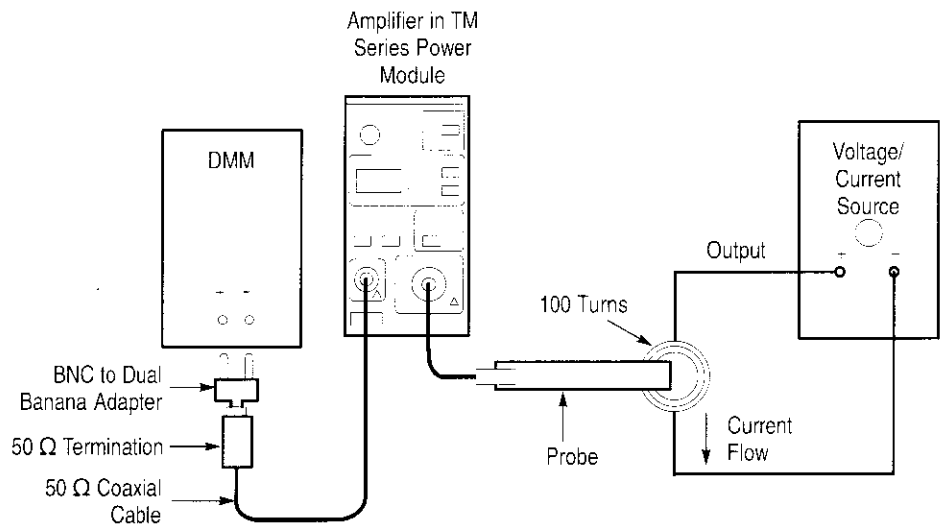 Amplifier in TM
Series Power
Module
DMM
+ −
Voltage/
Current
Source
+ −
Output
100 Turns
BNC to Dual
Banana Adapter
50 Ω Termination
50 Ω Coaxial
Cable
Probe
Current
Flow